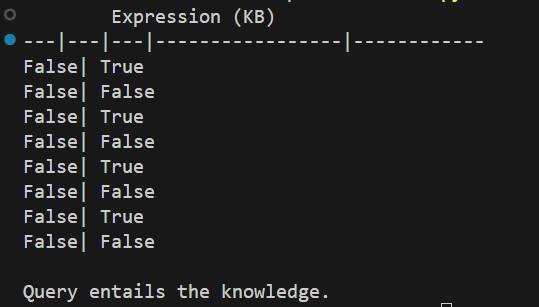 Expression (KB)
---|---|---|-----------------|------------
False| True
False| False
False| True
False| False
False| True
False| False
False| True
False| False
Query entails the knowledge.